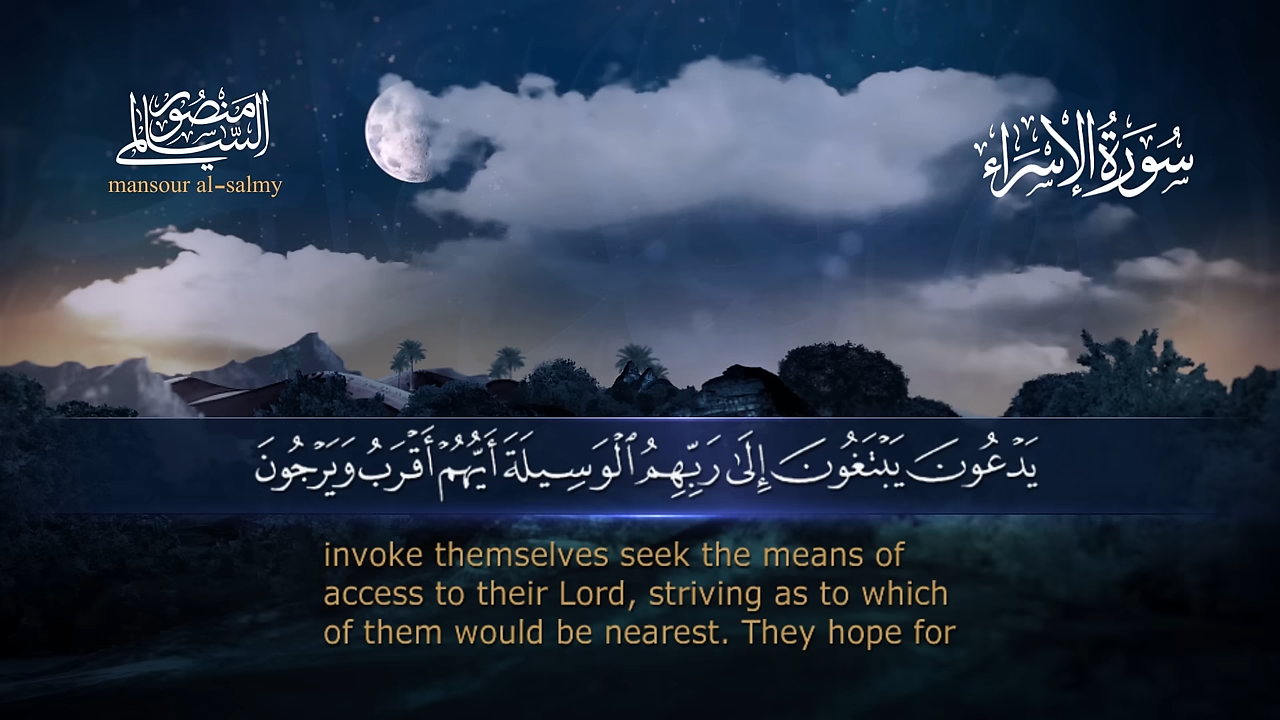 منصور
السالمي
mansour al-salmy
سُورَةُ الإِسْرَاء
يَدْعُونَ يَبْتَغُونَ إِلَىٰ رَبِّهِمُ ٱلْوَسِيلَةَ أَيُّهُمْ أَقْرَبُ وَيَرْجُونَ
invoke themselves seek the means of
access to their Lord, striving as to which
of them would be nearest. They hope for